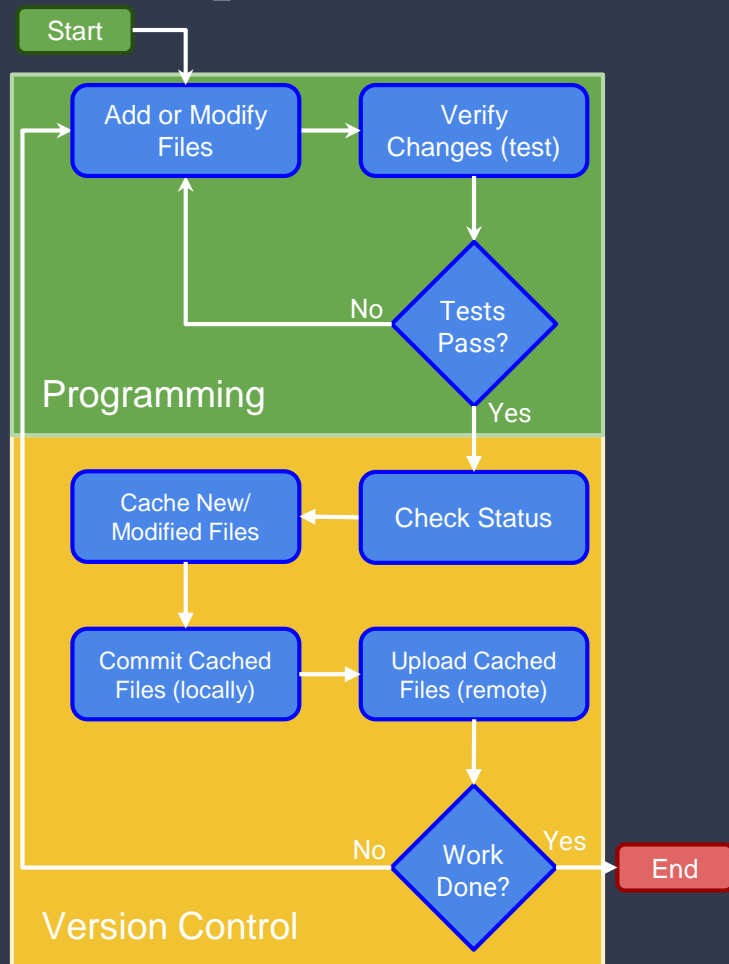 Start
Add or Modify
Files
Verify
Changes (test)
No
Tests
Pass?
Programming
Yes
Cache New/
Modified Files
Check Status
Commit Cached
Files (locally)
Upload Cached
Files (remote)
No
Work
Done?
Yes
End
Version Control